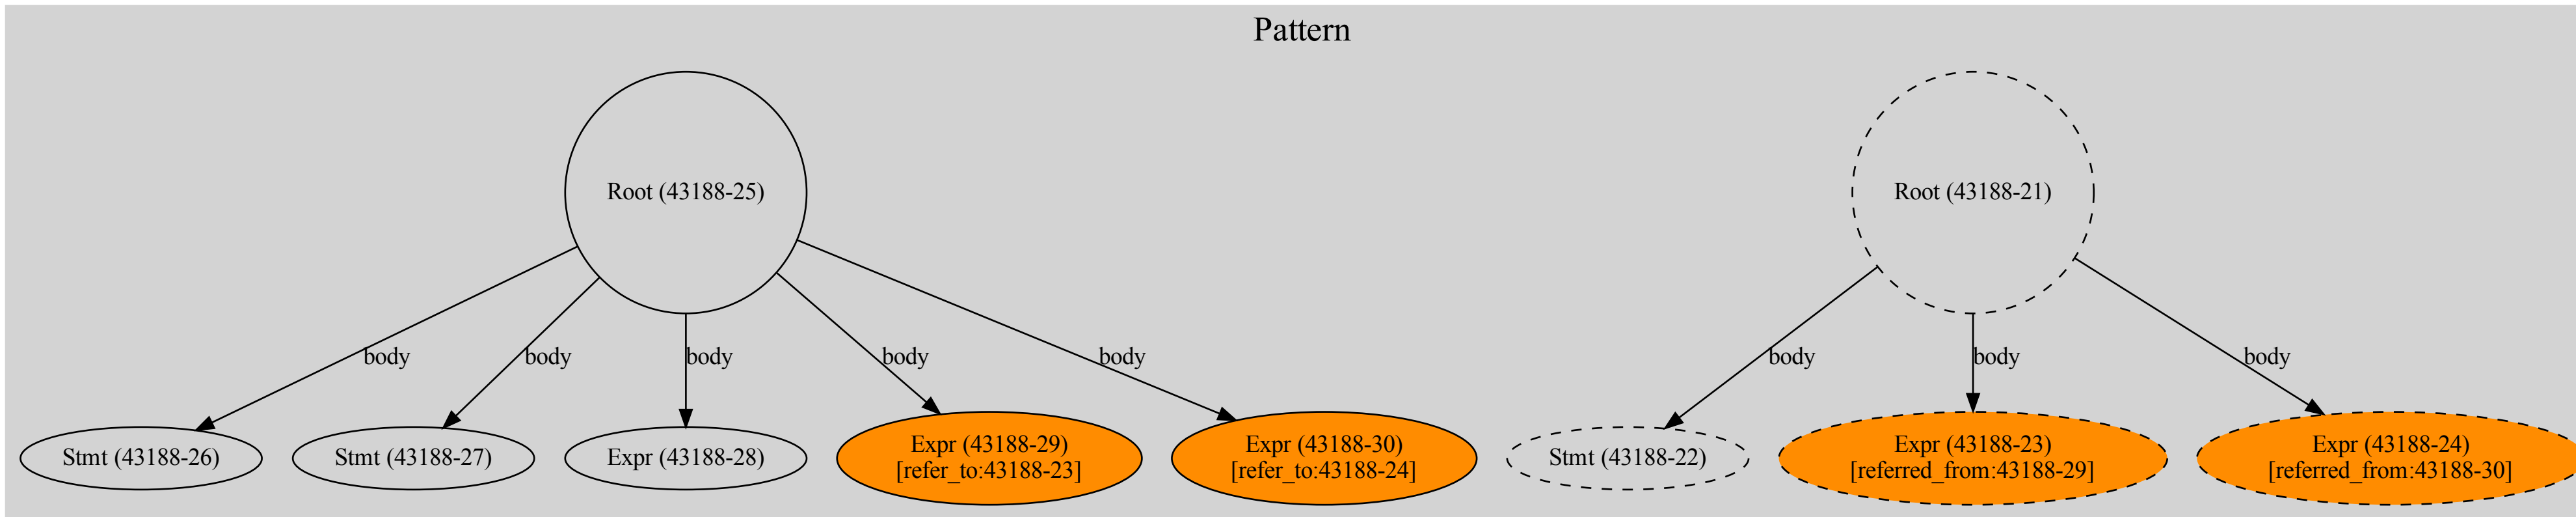 Pattern
Root (43188-25)
Root (43188-21)
body
body
body
body
body
body
body
body
Stmt (43188-26)
Stmt (43188-27)
Expr (43188-28)
Expr (43188-29)
[refer_to:43188-23]
Expr (43188-30)
[refer_to:43188-24]
Stmt (43188-22)
Expr (43188-23)
[referred_from:43188-29]
Expr (43188-24)
[referred_from:43188-30]